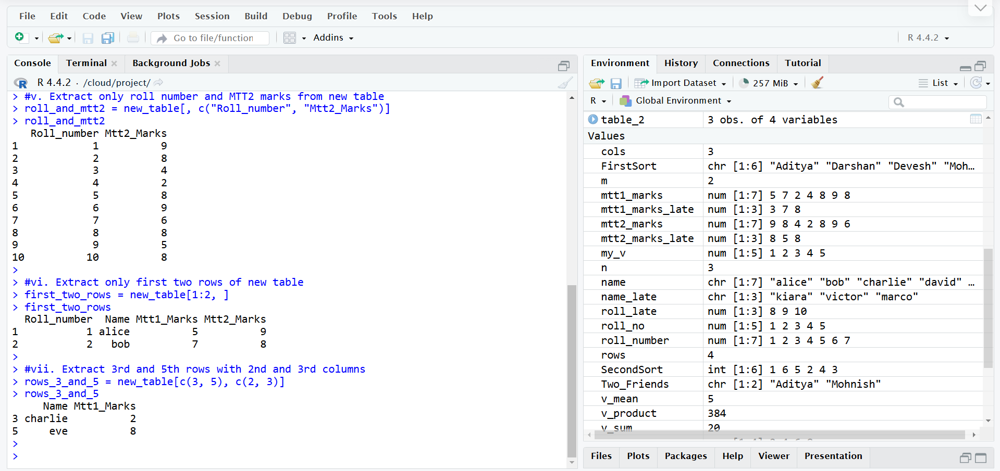 File Edit Code View Plots Session Build Debug Profile Tools Help
Go to file/function Addins R 4.4.2
Console Terminal Background Jobs
R 4.4.2 · /cloud/project/
> #v. Extract only roll number and MTT2 marks from new table
> roll_and_mtt2 = new_table[, c("Roll_number", "Mtt2_Marks")]
> roll_and_mtt2
Roll_number Mtt2_Marks
1 1 9
2 2 8
3 3 4
4 4 2
5 5 8
6 6 9
7 7 6
8 8 8
9 9 5
10 10 8
>
> #vi. Extract only first two rows of new table
> first_two_rows = new_table[1:2, ]
> first_two_rows
Roll_number Name Mtt1_Marks Mtt2_Marks
1 1 alice 5 9
2 2 bob 7 8
>
> #vii. Extract 3rd and 5th rows with 2nd and 3rd columns
> rows_3_and_5 = new_table[c(3, 5), c(2, 3)]
> rows_3_and_5
Name Mtt1_Marks
3 charlie 2
5 eve 8
>
>
Environment History Connections Tutorial
Import Dataset 257 MiB List
R Global Environment
table_2 3 obs. of 4 variables
Values
cols 3
FirstSort chr [1:6] "Aditya" "Darshan" "Devesh" "Moh…
m 2
mtt1_marks num [1:7] 5 7 2 4 8 9 8
mtt1_marks_late num [1:3] 3 7 8
mtt2_marks num [1:7] 9 8 4 2 8 9 6
mtt2_marks_late num [1:3] 8 5 8
my_v num [1:5] 1 2 3 4 5
n 3
name chr [1:7] "alice" "bob" "charlie" "david" …
name_late chr [1:3] "kiara" "victor" "marco"
roll_late num [1:3] 8 9 10
roll_no num [1:5] 1 2 3 4 5
roll_number num [1:7] 1 2 3 4 5 6 7
rows 4
SecondSort int [1:6] 1 6 5 2 4 3
Two_Friends chr [1:2] "Aditya" "Mohnish"
v_mean 5
v_product 384
v_sum 20
Files Plots Packages Help Viewer Presentation